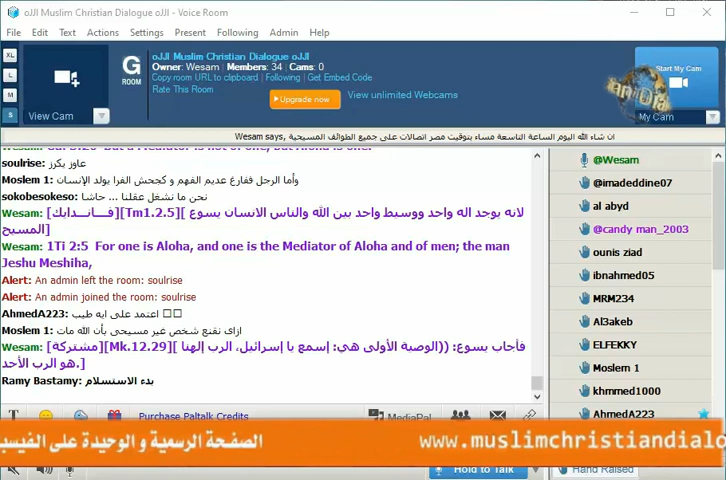 oJJl Muslim Christian Dialogue oJJl - Voice Room
File Edit Text Actions Settings Present Following Admin Help
oJJl Muslim Christian Dialogue oJJl
Owner: Wesam | Members: 34 | Cams: 0
Copy room URL to clipboard | Following | Get Embed Code
Rate This Room
Upgrade now
View unlimited Webcams
XL
L
M
S
G
ROOM
View Cam
Start My Cam
My Cam
Wesam says, ان شاء الله اليوم الساعة التاسعة مساء بتوقيت مصر اتصالات على جميع الطوائف المسيحية
soulrise: عاوز يكرز
Moslem 1: وأما الرجل ففارغ عديم الفهم و كجحش الفرا يولد الإنسان
sokobesokeso: نحن ما نشغل عقلنا ... حاشا
Wesam: [فـــانــدايك][Tm1.2.5][ لانه يوجد اله واحد ووسيط واحد بين الله والناس الانسان يسوع
المسيح]
Wesam: 1Ti 2:5 For one is Aloha, and one is the Mediator of Aloha and of men; the man
Jeshu Meshiha,
Alert: An admin left the room: soulrise
Alert: An admin joined the room: soulrise
AhmedA223: اعتمد على ايه طيب
Moslem 1: ازاى نقنع شخص غير مسيحى بأن الله مات
Wesam: [مشتركة][Mk.12.29][ فأجاب يسوع: ((الوصية الأولى هي: إسمع يا إسرائيل، الرب إلهنا
هو الرب الأحد.]
Ramy Bastamy: بدء الاستسلام
@Wesam
@imadeddine07
al abyd
@candy man_2003
ounis ziad
ibnahmed05
MRM234
Al3akeb
ELFEKKY
Moslem 1
khmmed1000
AhmedA223
Purchase Paltalk Credits
MediaPal
الصفحة الرسمية و الوحيدة على
www.muslimchristiandialo
Hold to Talk
Hand Raised